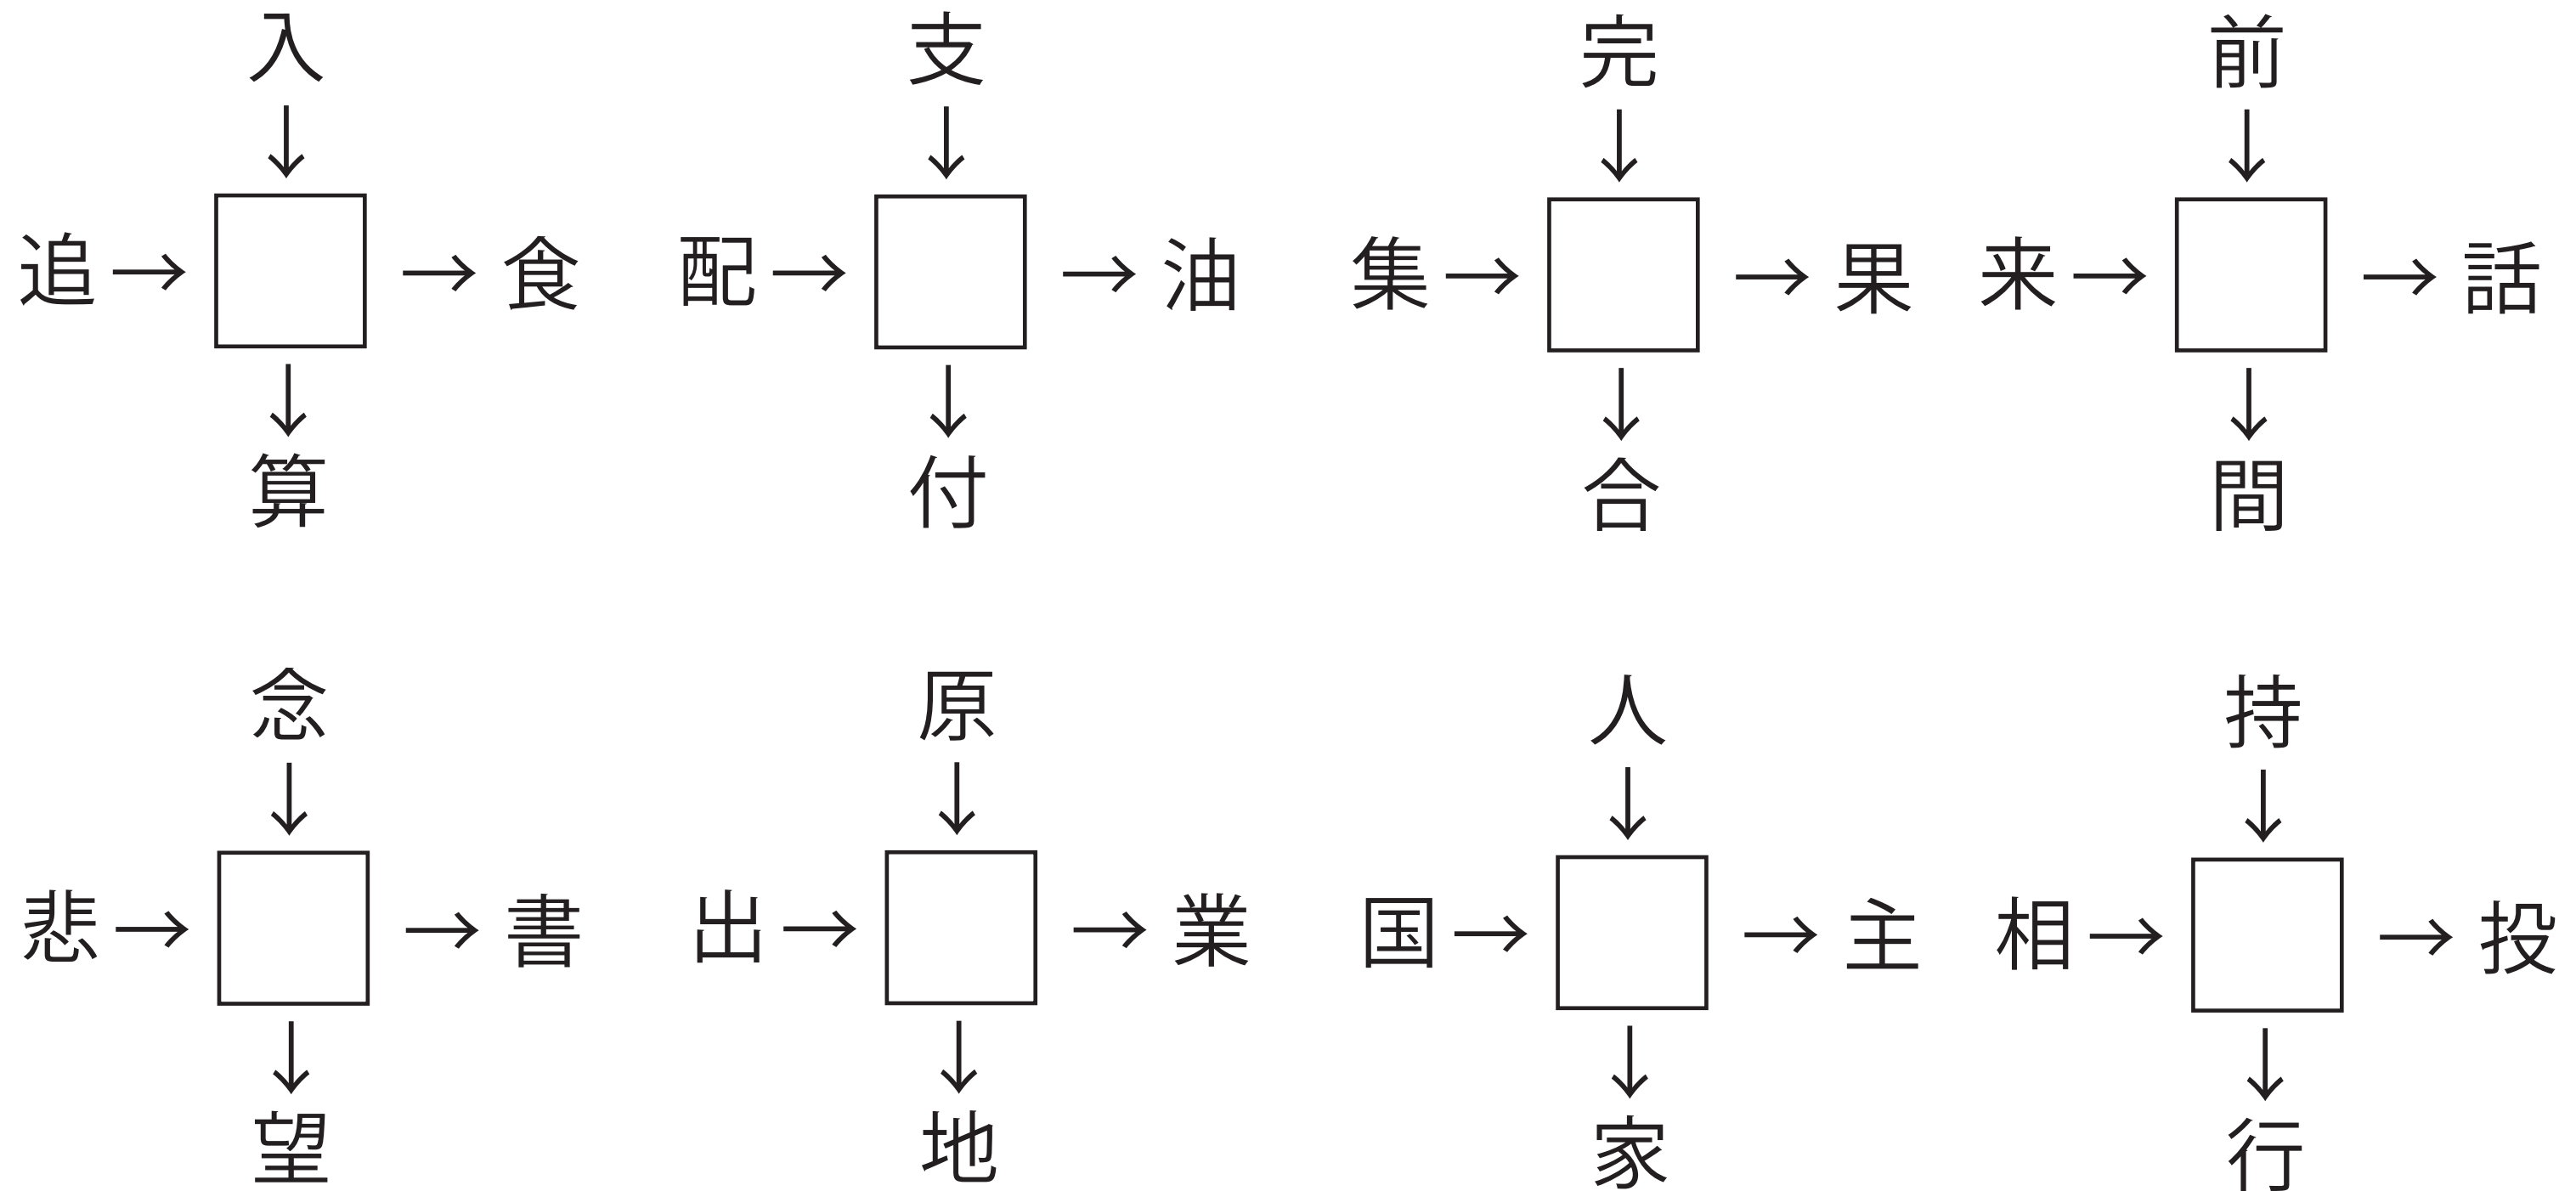 入 支 完 前
↓ ↓ ↓ ↓
追 → → 食 配 → → 油 集 → → 果 来 → → 話
↓ ↓ ↓ ↓
算 付 合 間
念 原 人 持
↓ ↓ ↓ ↓
悲 → → 書 出 → → 業 国 → → 主 相 → → 投
↓ ↓ ↓ ↓
望 地 家 行